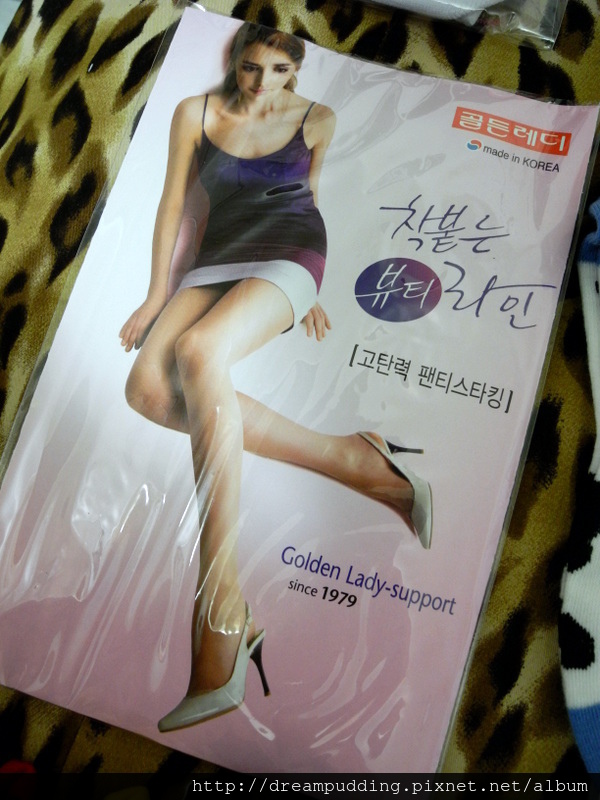 골든레디
made in KOREA
착붙는
뷰티 라인
[고탄력 팬티스타킹]
Golden Lady-support
since 1979
http://dreampudding.pixnet.net/album